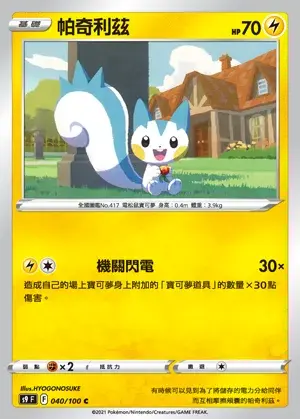 基礎 帕奇利茲 HP70
全國圖鑑No.417 電松鼠寶可夢 身高：0.4m 體重：3.9kg
機關閃電 30×
造成自己的場上寶可夢身上附加的「寶可夢道具」的數量×30點
傷害。
弱點 ×2 抵抗力 撤退
Illus.HYOGONOSUKE
s9 F F 040/100 C
有時候可以見到為了將儲存的電力分給同伴
而互相摩擦頰囊的帕奇利茲。
©2021 Pokémon/Nintendo/Creatures/GAME FREAK.